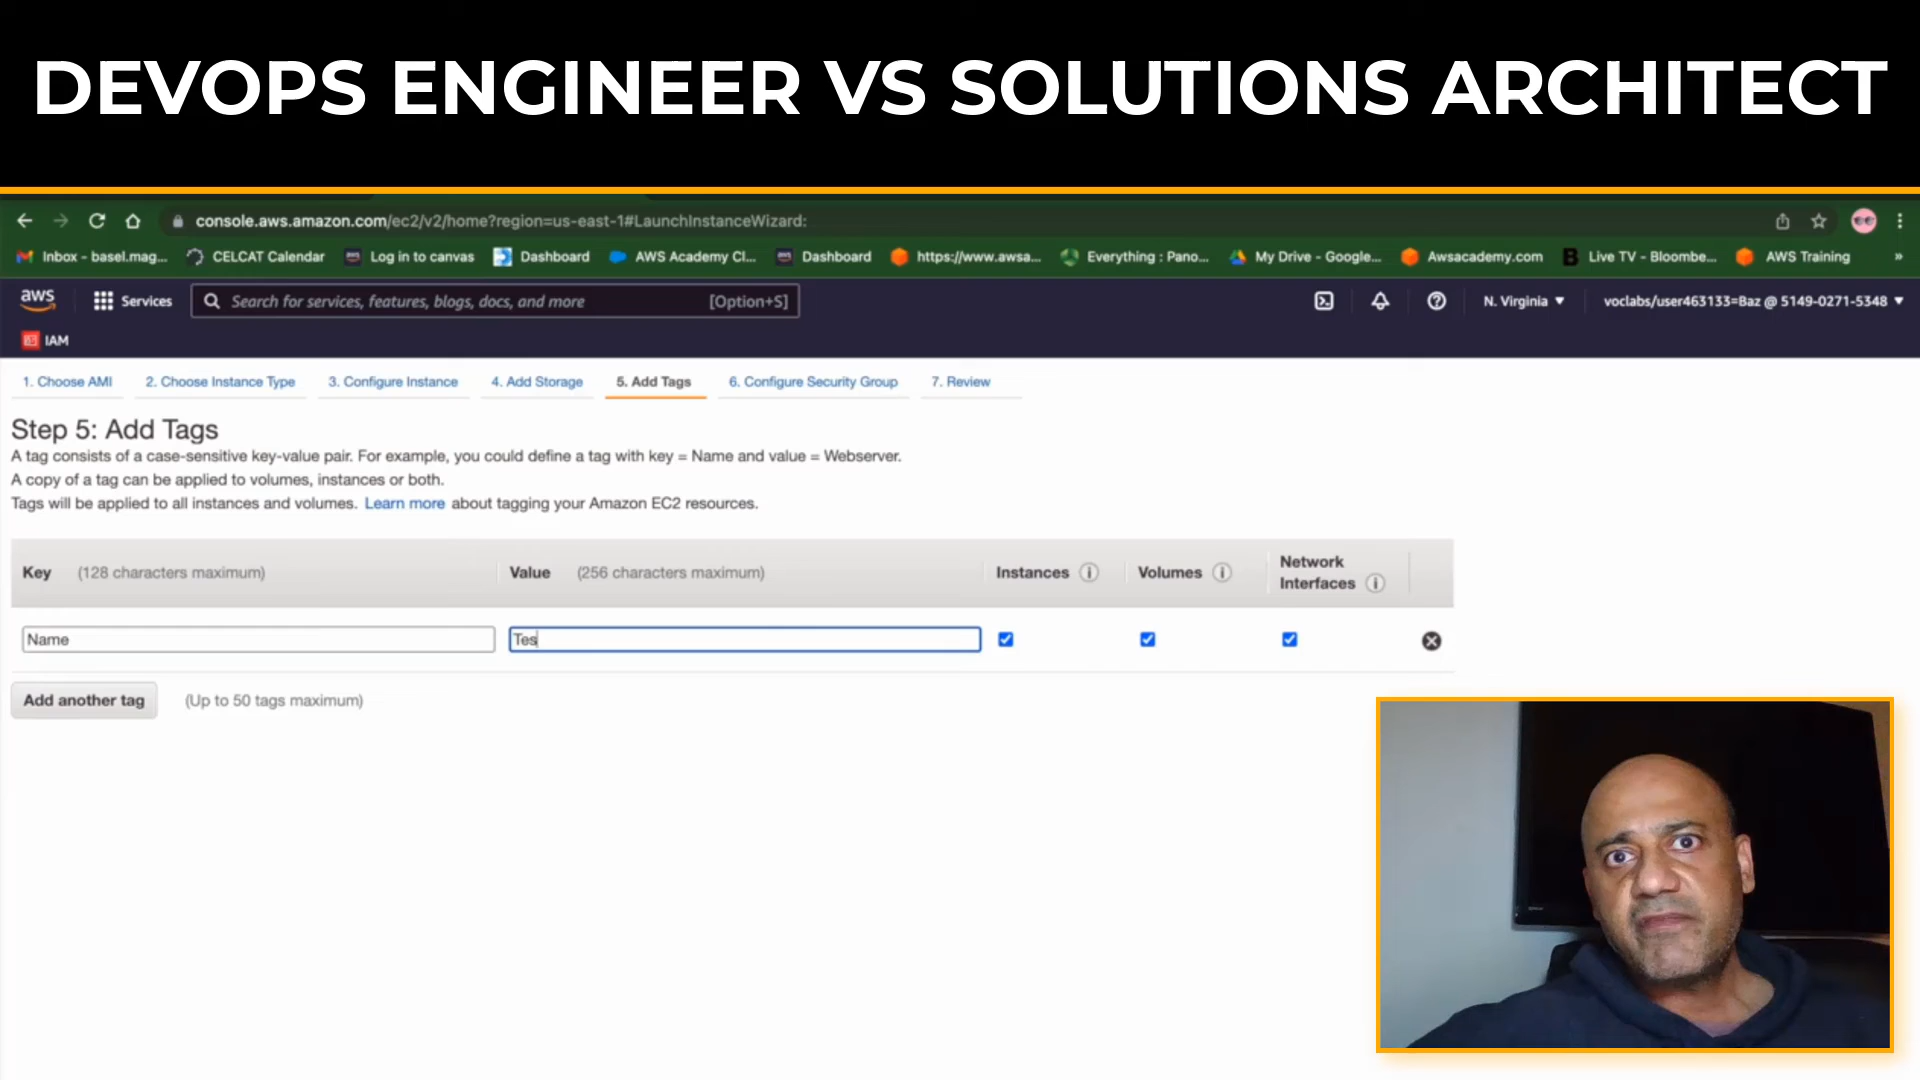 DEVOPS ENGINEER VS SOLUTIONS ARCHITECT
console.aws.amazon.com/ec2/v2/home?region=us-east-1#LaunchInstanceWizard:
Inbox - basel.mag... CELCAT Calendar Log in to canvas Dashboard AWS Academy Cl... Dashboard https://www.awsa... Everything : Pano... My Drive - Google... Awsacademy.com Live TV - Bloombe... AWS Training »
aws Services Search for services, features, blogs, docs, and more [Option+S] N. Virginia ▼ voclabs/user463133=Baz @ 5149-0271-5348 ▼
IAM
1. Choose AMI 2. Choose Instance Type 3. Configure Instance 4. Add Storage 5. Add Tags 6. Configure Security Group 7. Review
Step 5: Add Tags
A tag consists of a case-sensitive key-value pair. For example, you could define a tag with key = Name and value = Webserver.
A copy of a tag can be applied to volumes, instances or both.
Tags will be applied to all instances and volumes. Learn more about tagging your Amazon EC2 resources.
Key (128 characters maximum) Value (256 characters maximum) Instances Volumes Network Interfaces
Name Tes
Add another tag (Up to 50 tags maximum)